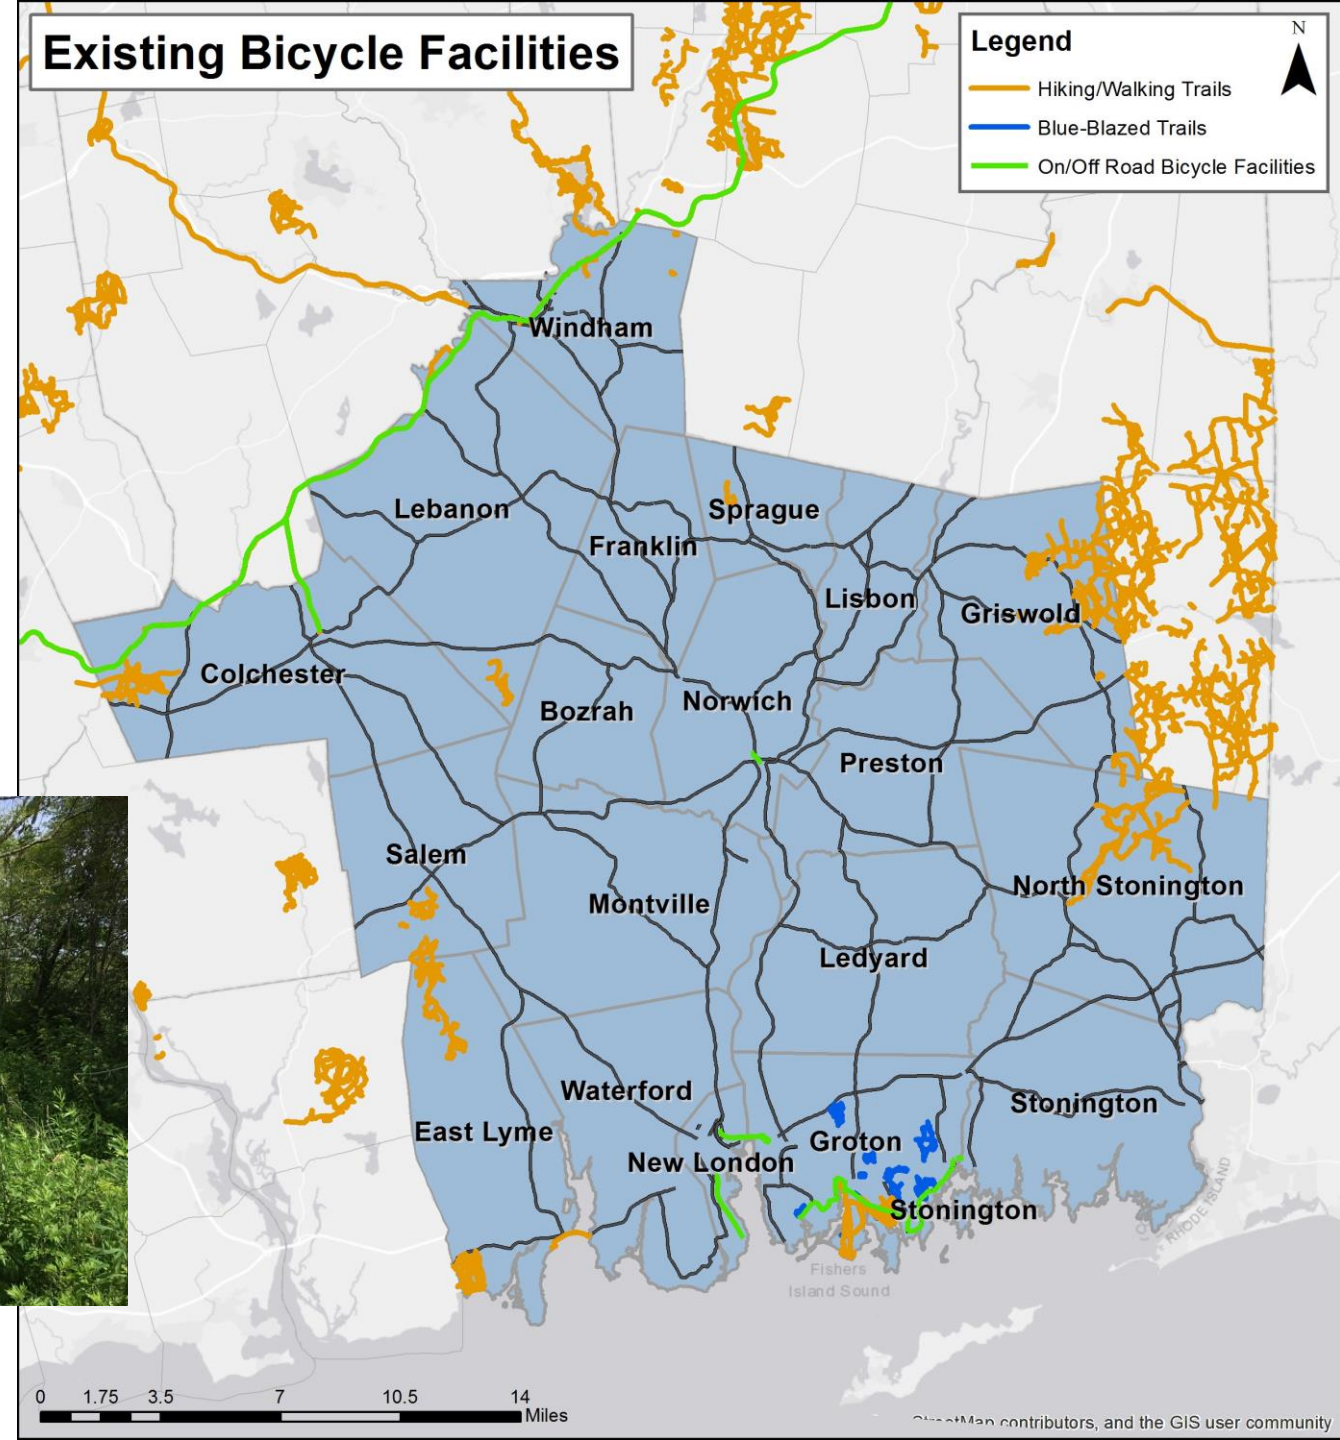 Existing Bicycle Facilities
Legend
N
Hiking/Walking Trails
Blue-Blazed Trails
On/Off Road Bicycle Facilities
Windham
Lebanon
Sprague
Franklin
Lisbon
Griswold
Colchester
Norwich
Bozrah
Preston
Salem
North Stonington
Montville
Ledyard
Waterford
Stonington
East Lyme
Groton
New London
Stonington
RHODE ISLAND
Fishers
Island Sound
0 1.75 3.5 7 10.5 14
Miles
contributors, and the GIS user community